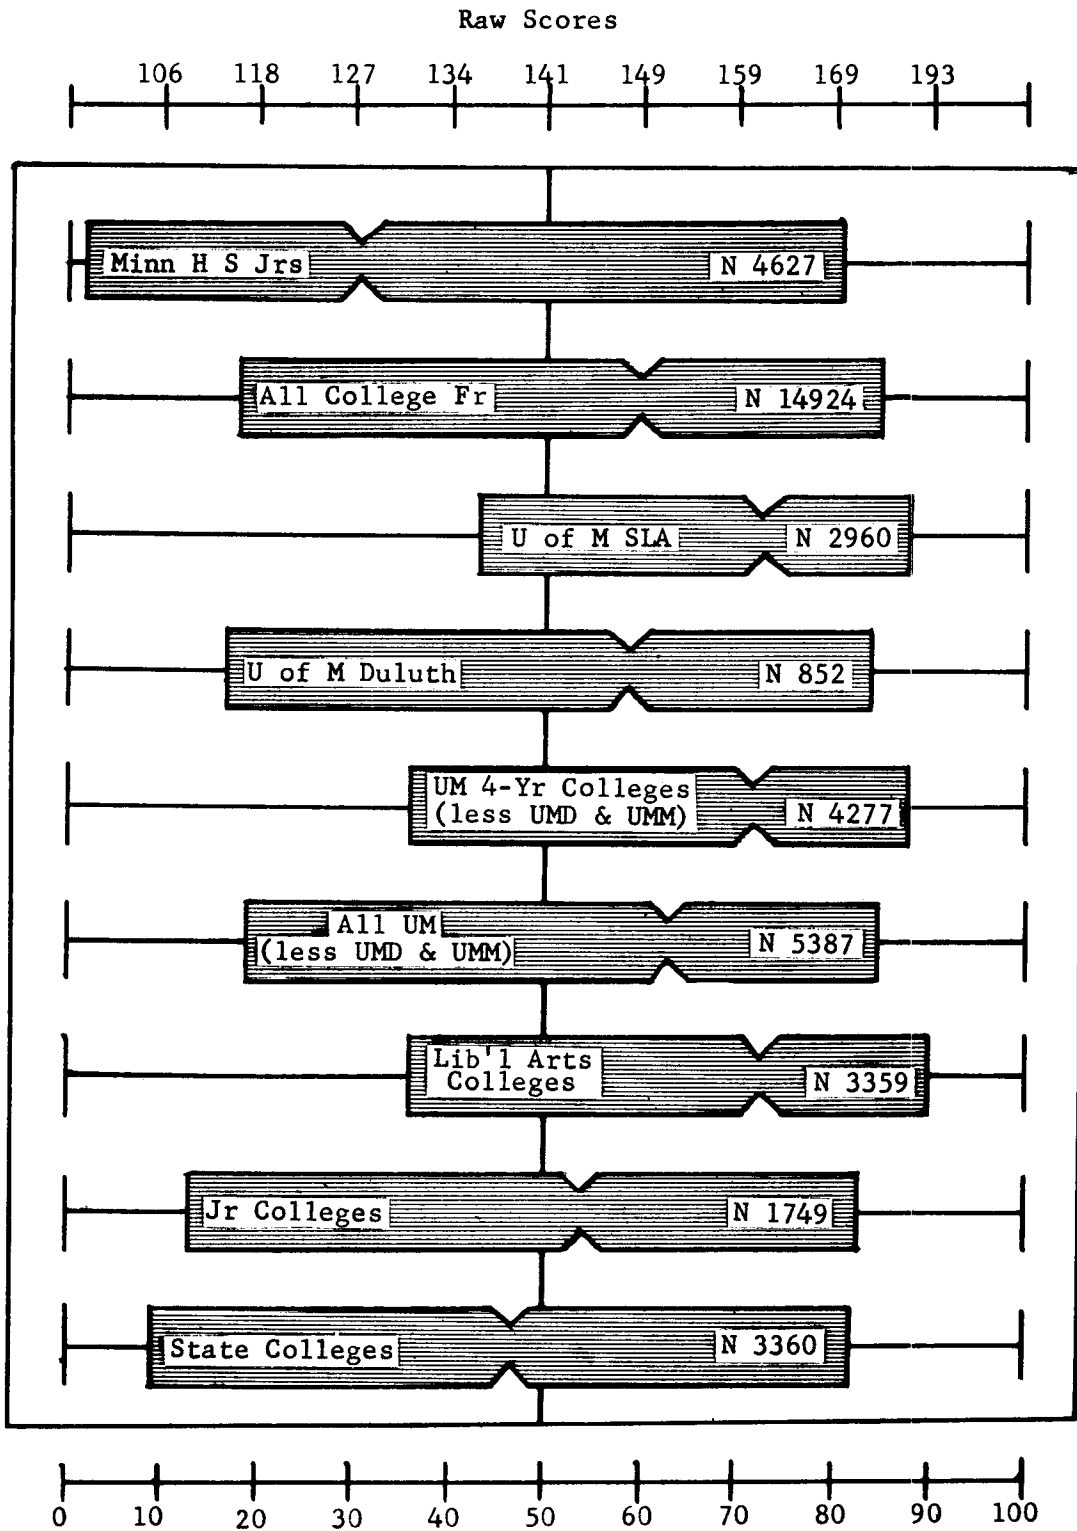 Raw Scores
106 118 127 134 141 149 159 169 193
Minn H S Jrs N 4627
All College Fr N 14924
U of M SLA N 2960
U of M Duluth N 852
UM 4-Yr Colleges
(less UMD & UMM) N 4277
All UM
(less UMD & UMM) N 5387
Lib'l Arts
Colleges N 3359
Jr Colleges N 1749
State Colleges N 3360
0 10 20 30 40 50 60 70 80 90 100